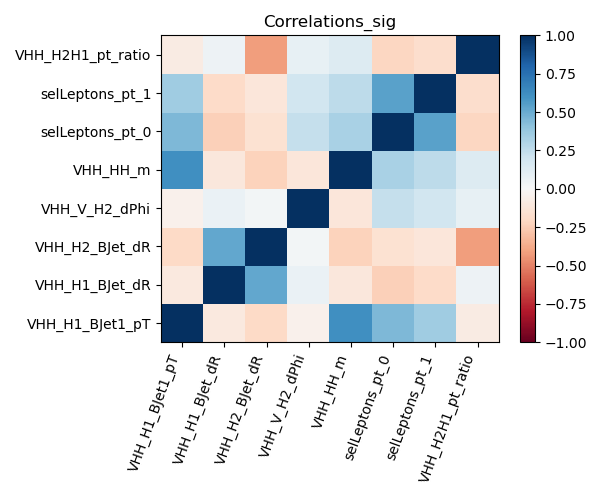 Correlations_sig
VHH_H2H1_pt_ratio
selLeptons_pt_1
selLeptons_pt_0
VHH_HH_m
VHH_V_H2_dPhi
VHH_H2_BJet_dR
VHH_H1_BJet_dR
VHH_H1_BJet1_pT
VHH_H1_BJet1_pT
VHH_H1_BJet_dR
VHH_H2_BJet_dR
VHH_V_H2_dPhi
VHH_HH_m
selLeptons_pt_0
selLeptons_pt_1
VHH_H2H1_pt_ratio
1.00
0.75
0.50
0.25
0.00
−0.25
−0.50
−0.75
−1.00